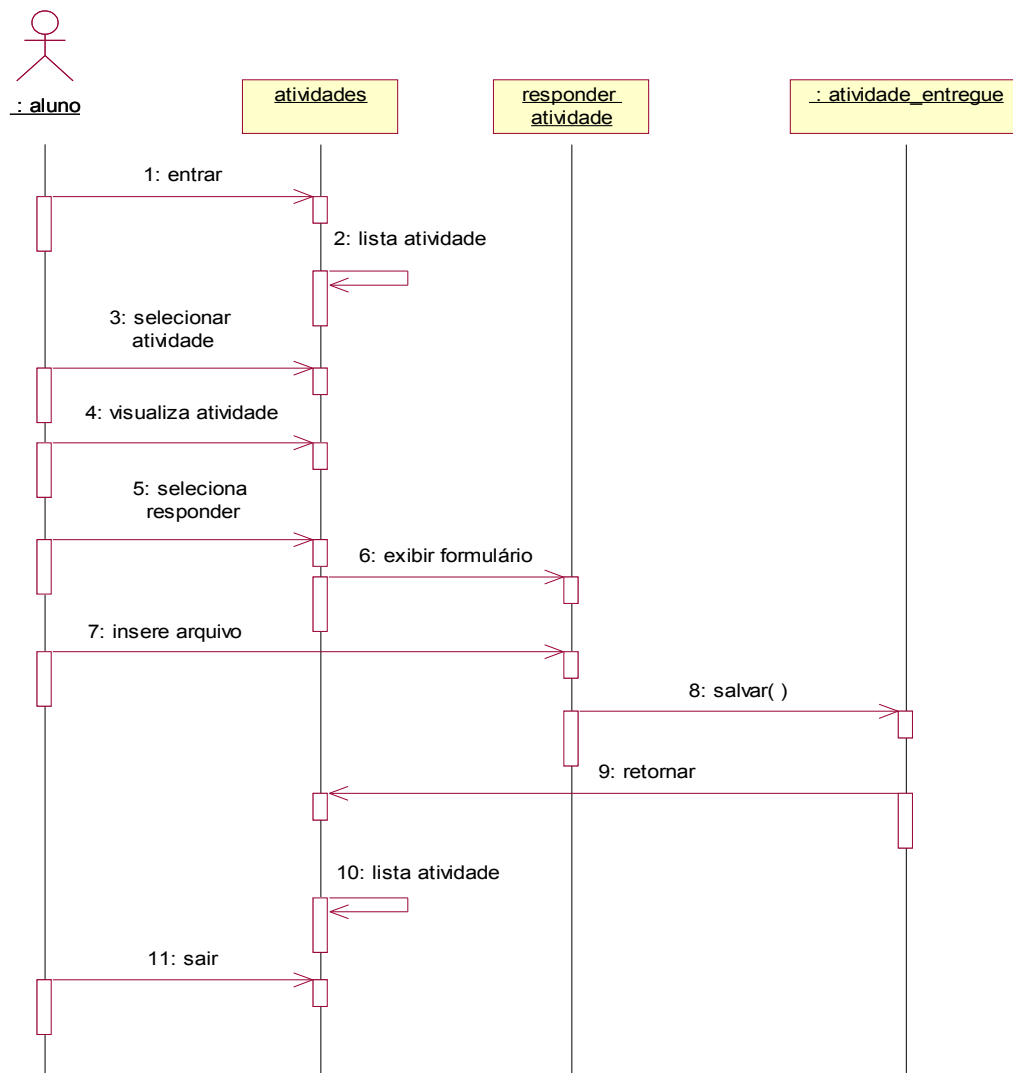 : aluno
atividades
responder
atividade
: atividade_entregue
1: entrar
2: lista atividade
3: selecionar
atividade
4: visualiza atividade
5: seleciona
responder
6: exibir formulário
7: insere arquivo
8: salvar( )
9: retornar
10: lista atividade
11: sair